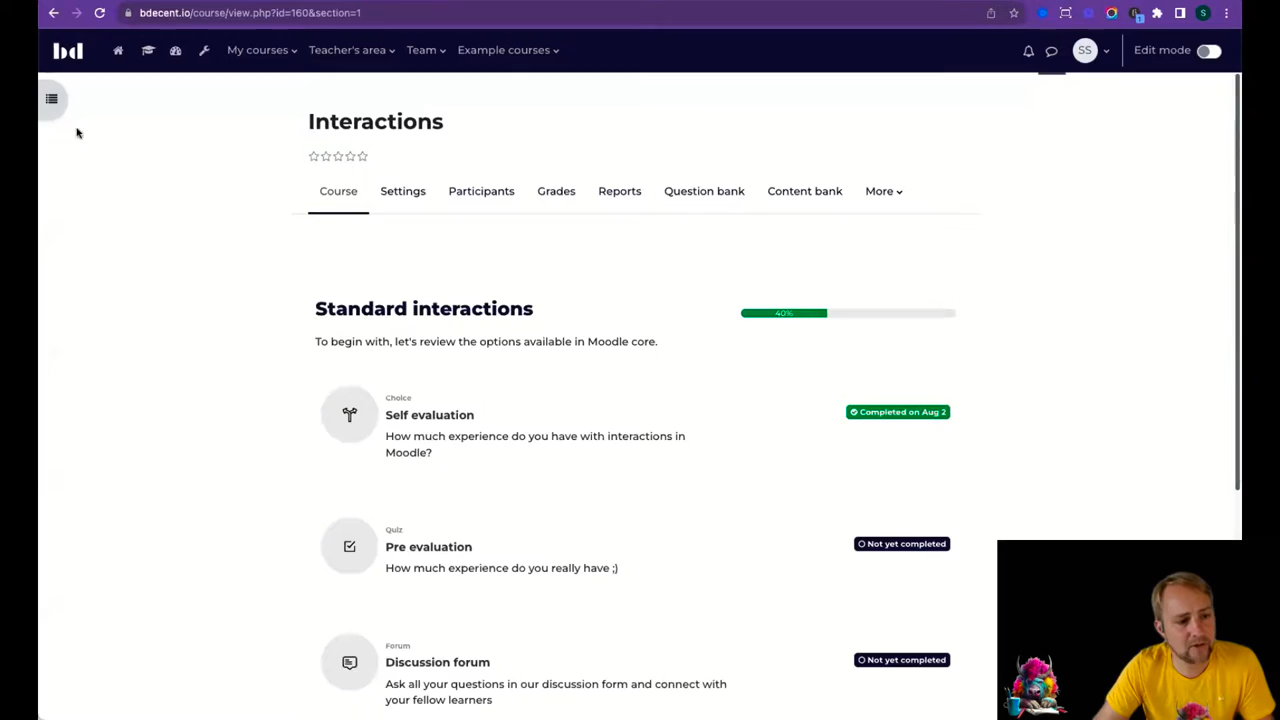 bdecent.io/course/view.php?id=160&section=1
S
bd
My courses
Teacher's area
Team
Example courses
SS
Edit mode
Interactions
Course
Settings
Participants
Grades
Reports
Question bank
Content bank
More
Standard interactions
40%
To begin with, let's review the options available in Moodle core.
Choice
Self evaluation
Completed on Aug 2
How much experience do you have with interactions in
Moodle?
Quiz
Pre evaluation
Not yet completed
How much experience do you really have ;)
Forum
Discussion forum
Not yet completed
Ask all your questions in our discussion form and connect with
your fellow learners